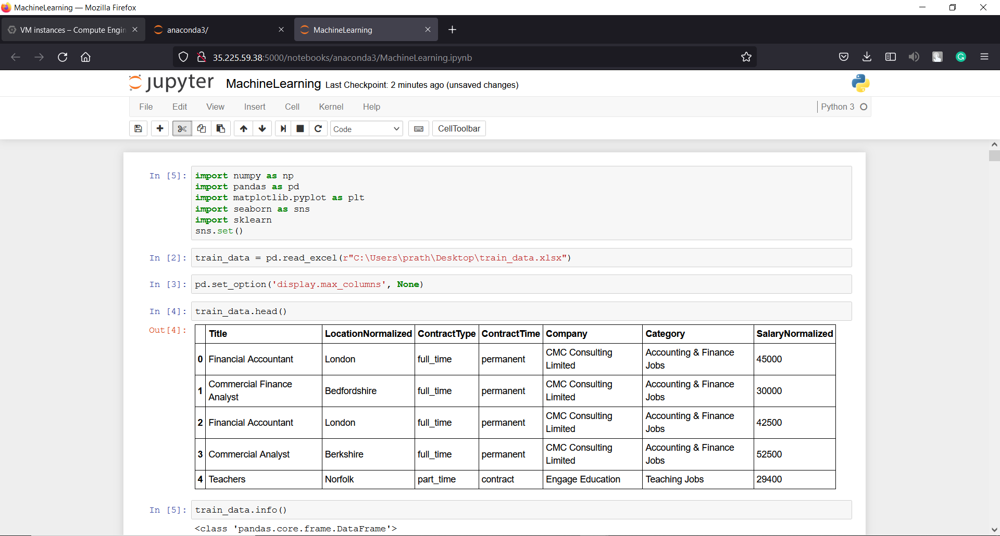 MachineLearning — Mozilla Firefox
VM instances – Compute Engin
anaconda3/
MachineLearning
35.225.59.38:5000/notebooks/anaconda3/MachineLearning.ipynb
jupyter MachineLearning Last Checkpoint: 2 minutes ago (unsaved changes)
File Edit View Insert Cell Kernel Help Python 3
Code CellToolbar
In [5]: import numpy as np
import pandas as pd
import matplotlib.pyplot as plt
import seaborn as sns
import sklearn
sns.set()
In [2]: train_data = pd.read_excel(r"C:\Users\prath\Desktop\train_data.xlsx")
In [3]: pd.set_option('display.max_columns', None)
In [4]: train_data.head()
Out[4]:
Title LocationNormalized ContractType ContractTime Company Category SalaryNormalized
0 Financial Accountant London full_time permanent CMC Consulting Limited Accounting & Finance Jobs 45000
1 Commercial Finance Analyst Bedfordshire full_time permanent CMC Consulting Limited Accounting & Finance Jobs 30000
2 Financial Accountant London full_time permanent CMC Consulting Limited Accounting & Finance Jobs 42500
3 Commercial Analyst Berkshire full_time permanent CMC Consulting Limited Accounting & Finance Jobs 52500
4 Teachers Norfolk part_time contract Engage Education Teaching Jobs 29400
In [5]: train_data.info()
<class 'pandas.core.frame.DataFrame'>